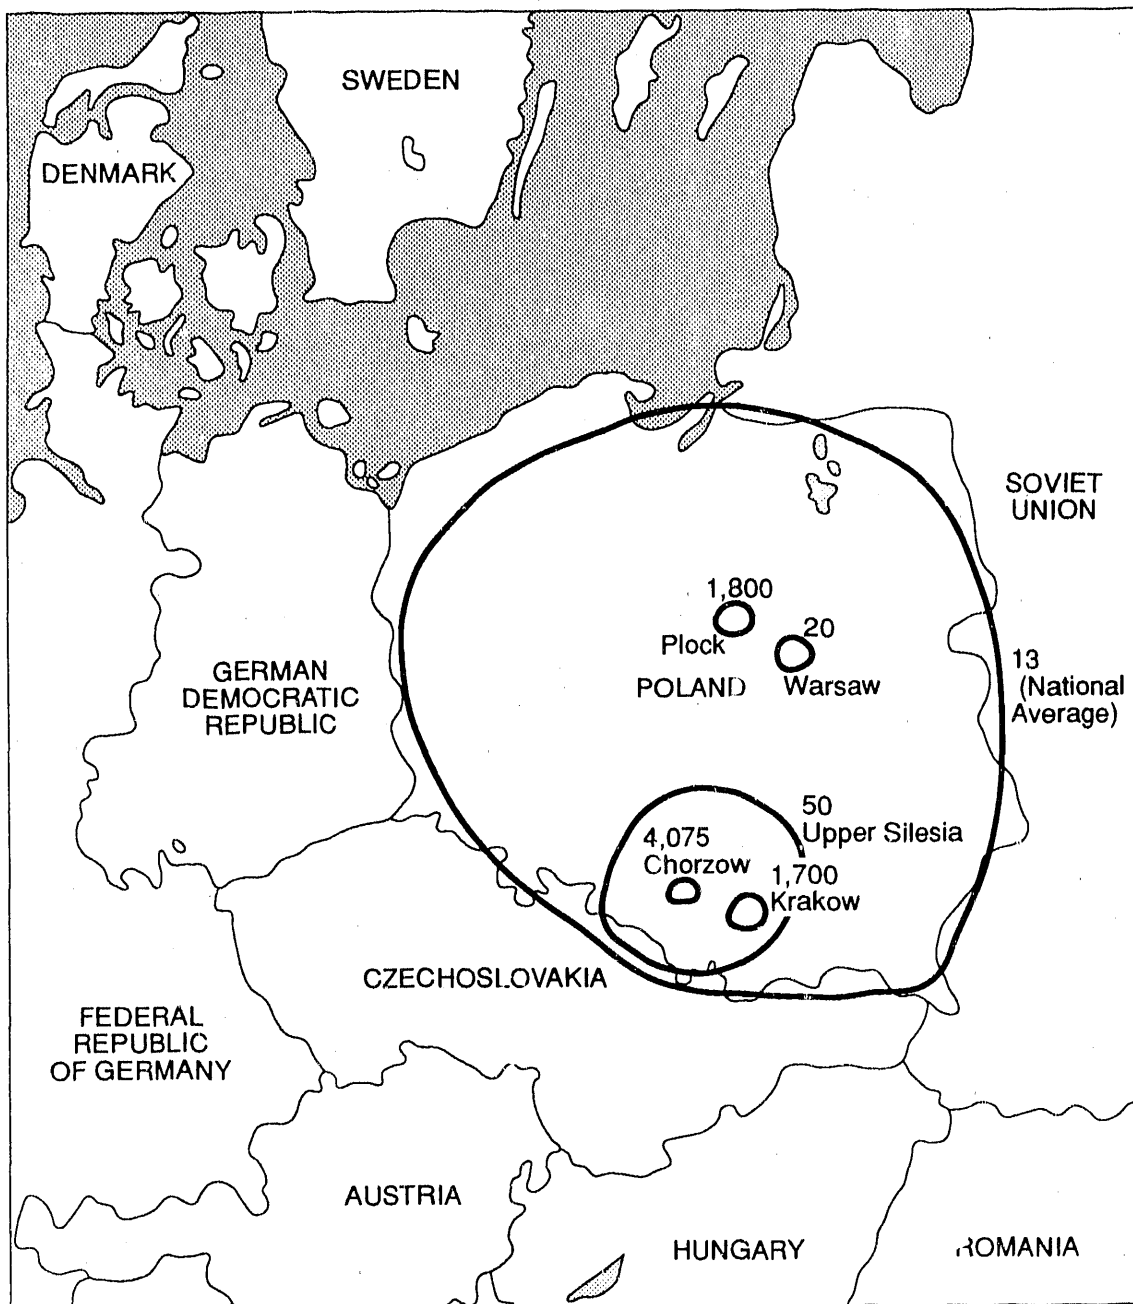 SWEDEN
DENMARK
SOVIET
UNION
1,800
20
Plock
POLAND
Warsaw
13
(National
Average)
GERMAN
DEMOCRATIC
REPUBLIC
50
Upper Silesia
4,075
Chorzow
1,700
Krakow
CZECHOSLOVAKIA
FEDERAL
REPUBLIC
OF GERMANY
AUSTRIA
HUNGARY
ROMANIA